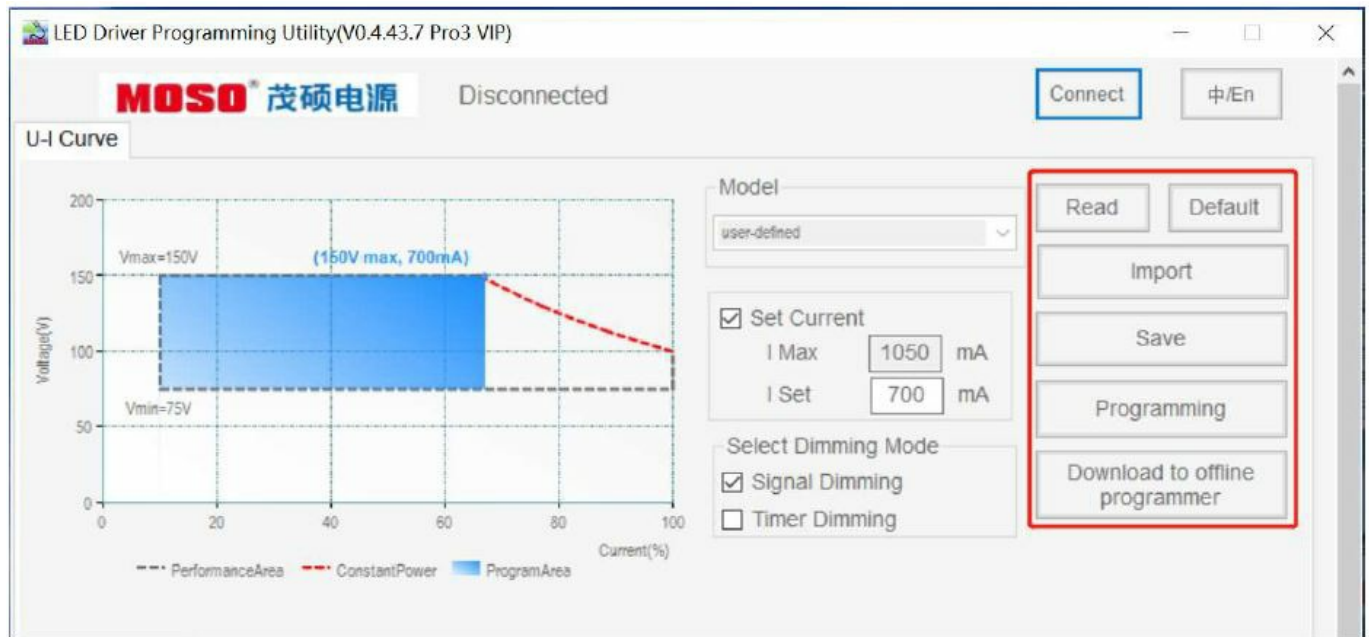 LED Driver Programming Utility(V0.4.43.7 Pro3 VIP)
MOSO® 茂硕电源
Disconnected
Connect
中/En
U-I Curve
200
150
100
50
0
Voltage(V)
Vmax=150V
(150V max, 700mA)
Vmin=75V
0 20 40 60 80 100
Current(%)
PerformanceArea ConstantPower ProgramArea
Model
user-defined
Set Current
I Max 1050 mA
I Set 700 mA
Select Dimming Mode
Signal Dimming
Timer Dimming
Read
Default
Import
Save
Programming
Download to offline
programmer